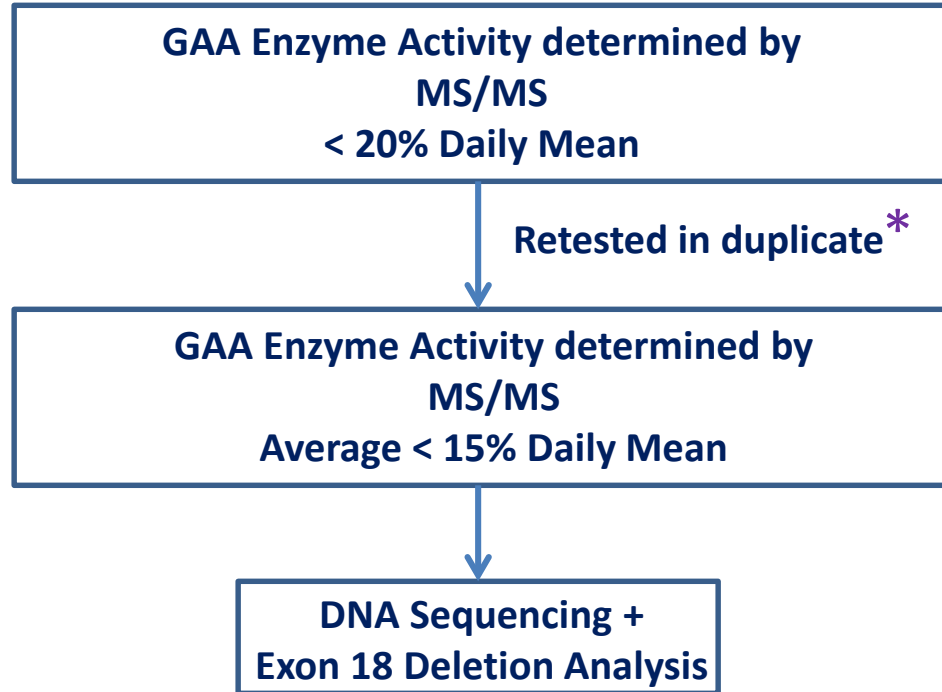 GAA Enzyme Activity determined by
MS/MS
< 20% Daily Mean
Retested in duplicate*
GAA Enzyme Activity determined by
MS/MS
Average < 15% Daily Mean
DNA Sequencing +
Exon 18 Deletion Analysis